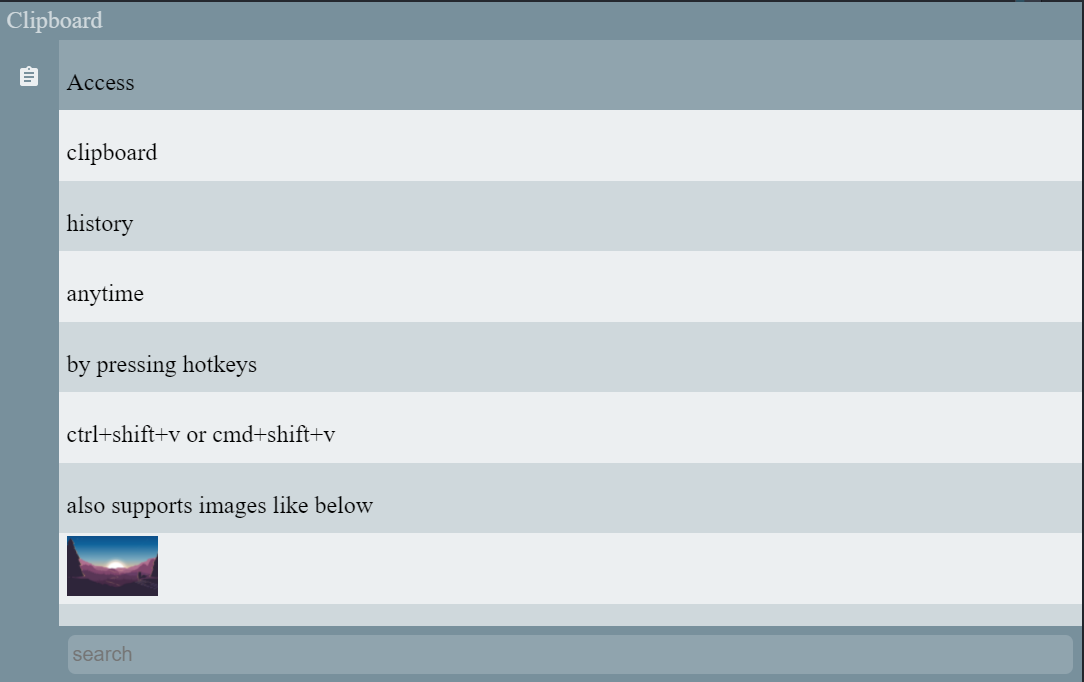 Clipboard
Access
clipboard
history
anytime
by pressing hotkeys
ctrl+shift+v or cmd+shift+v
also supports images like below
search